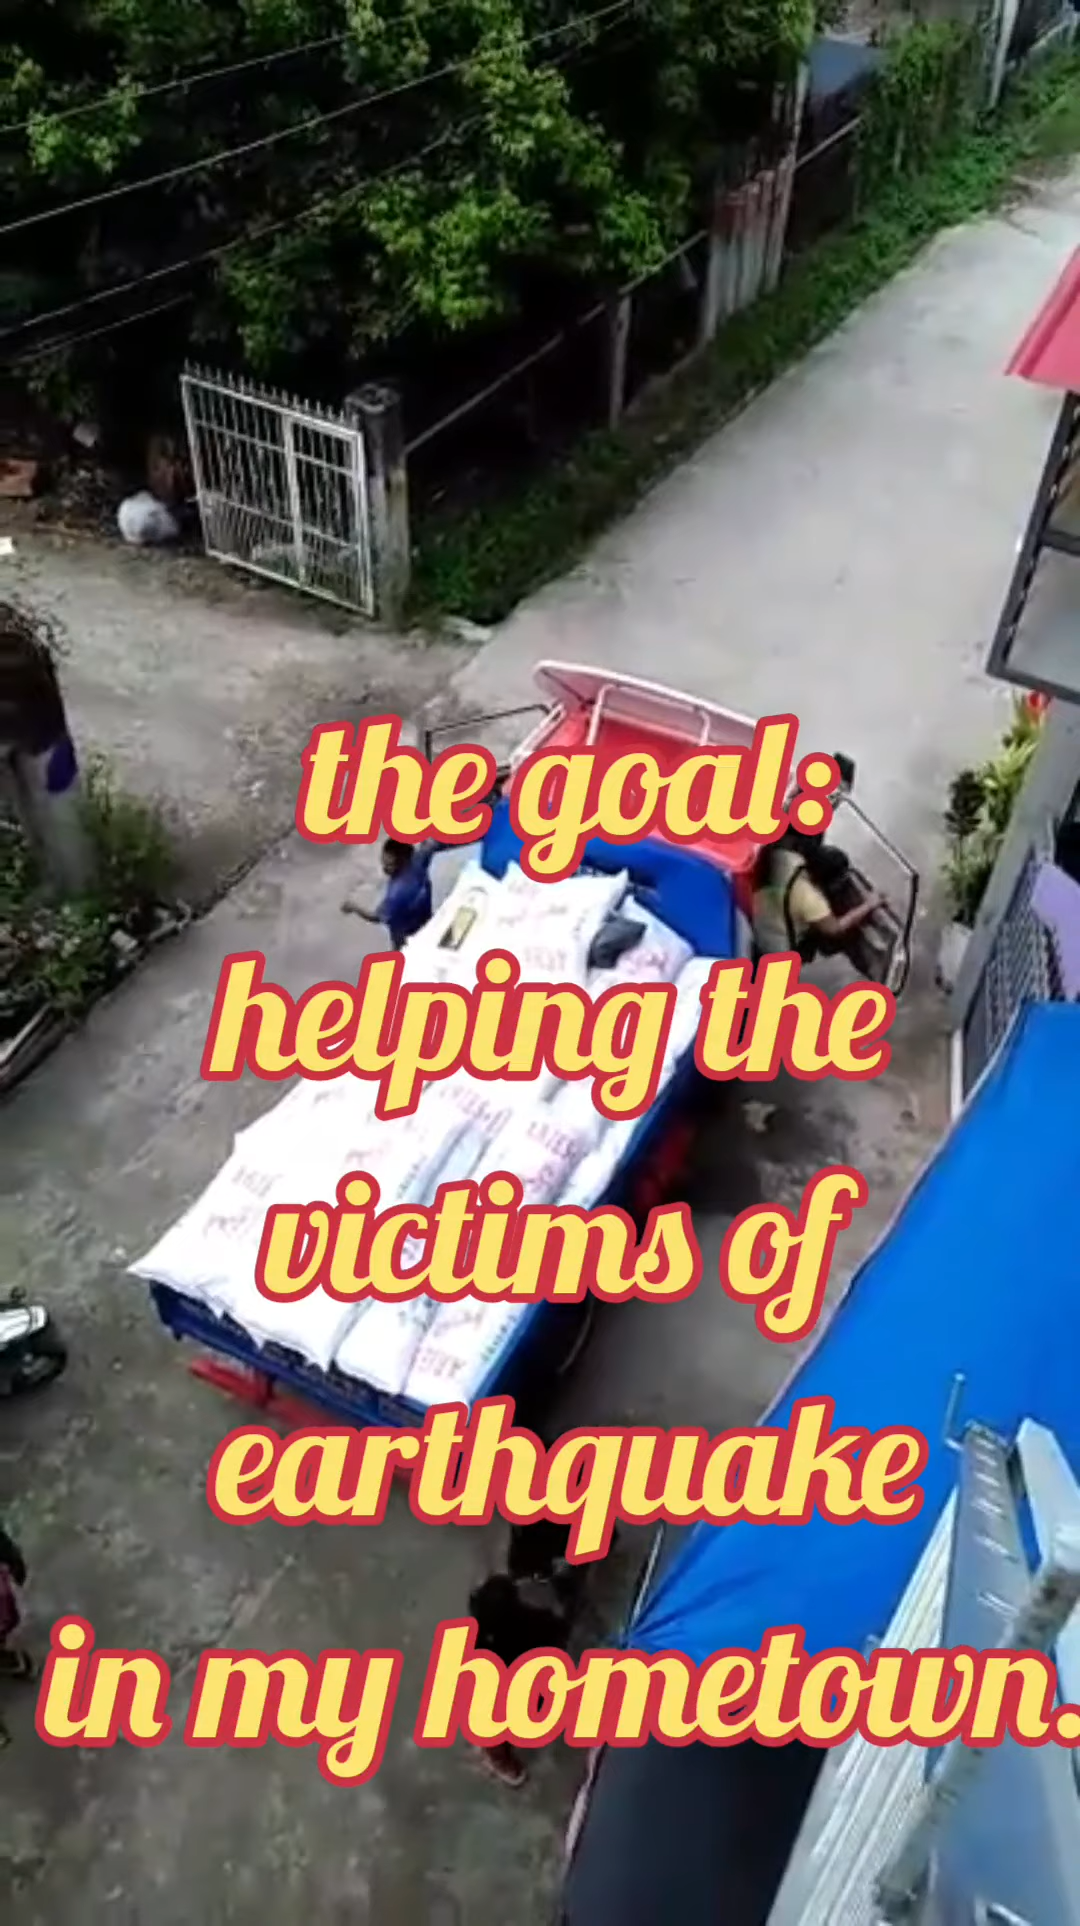 the goal:
helping the
victims of
earthquake
in my hometown.